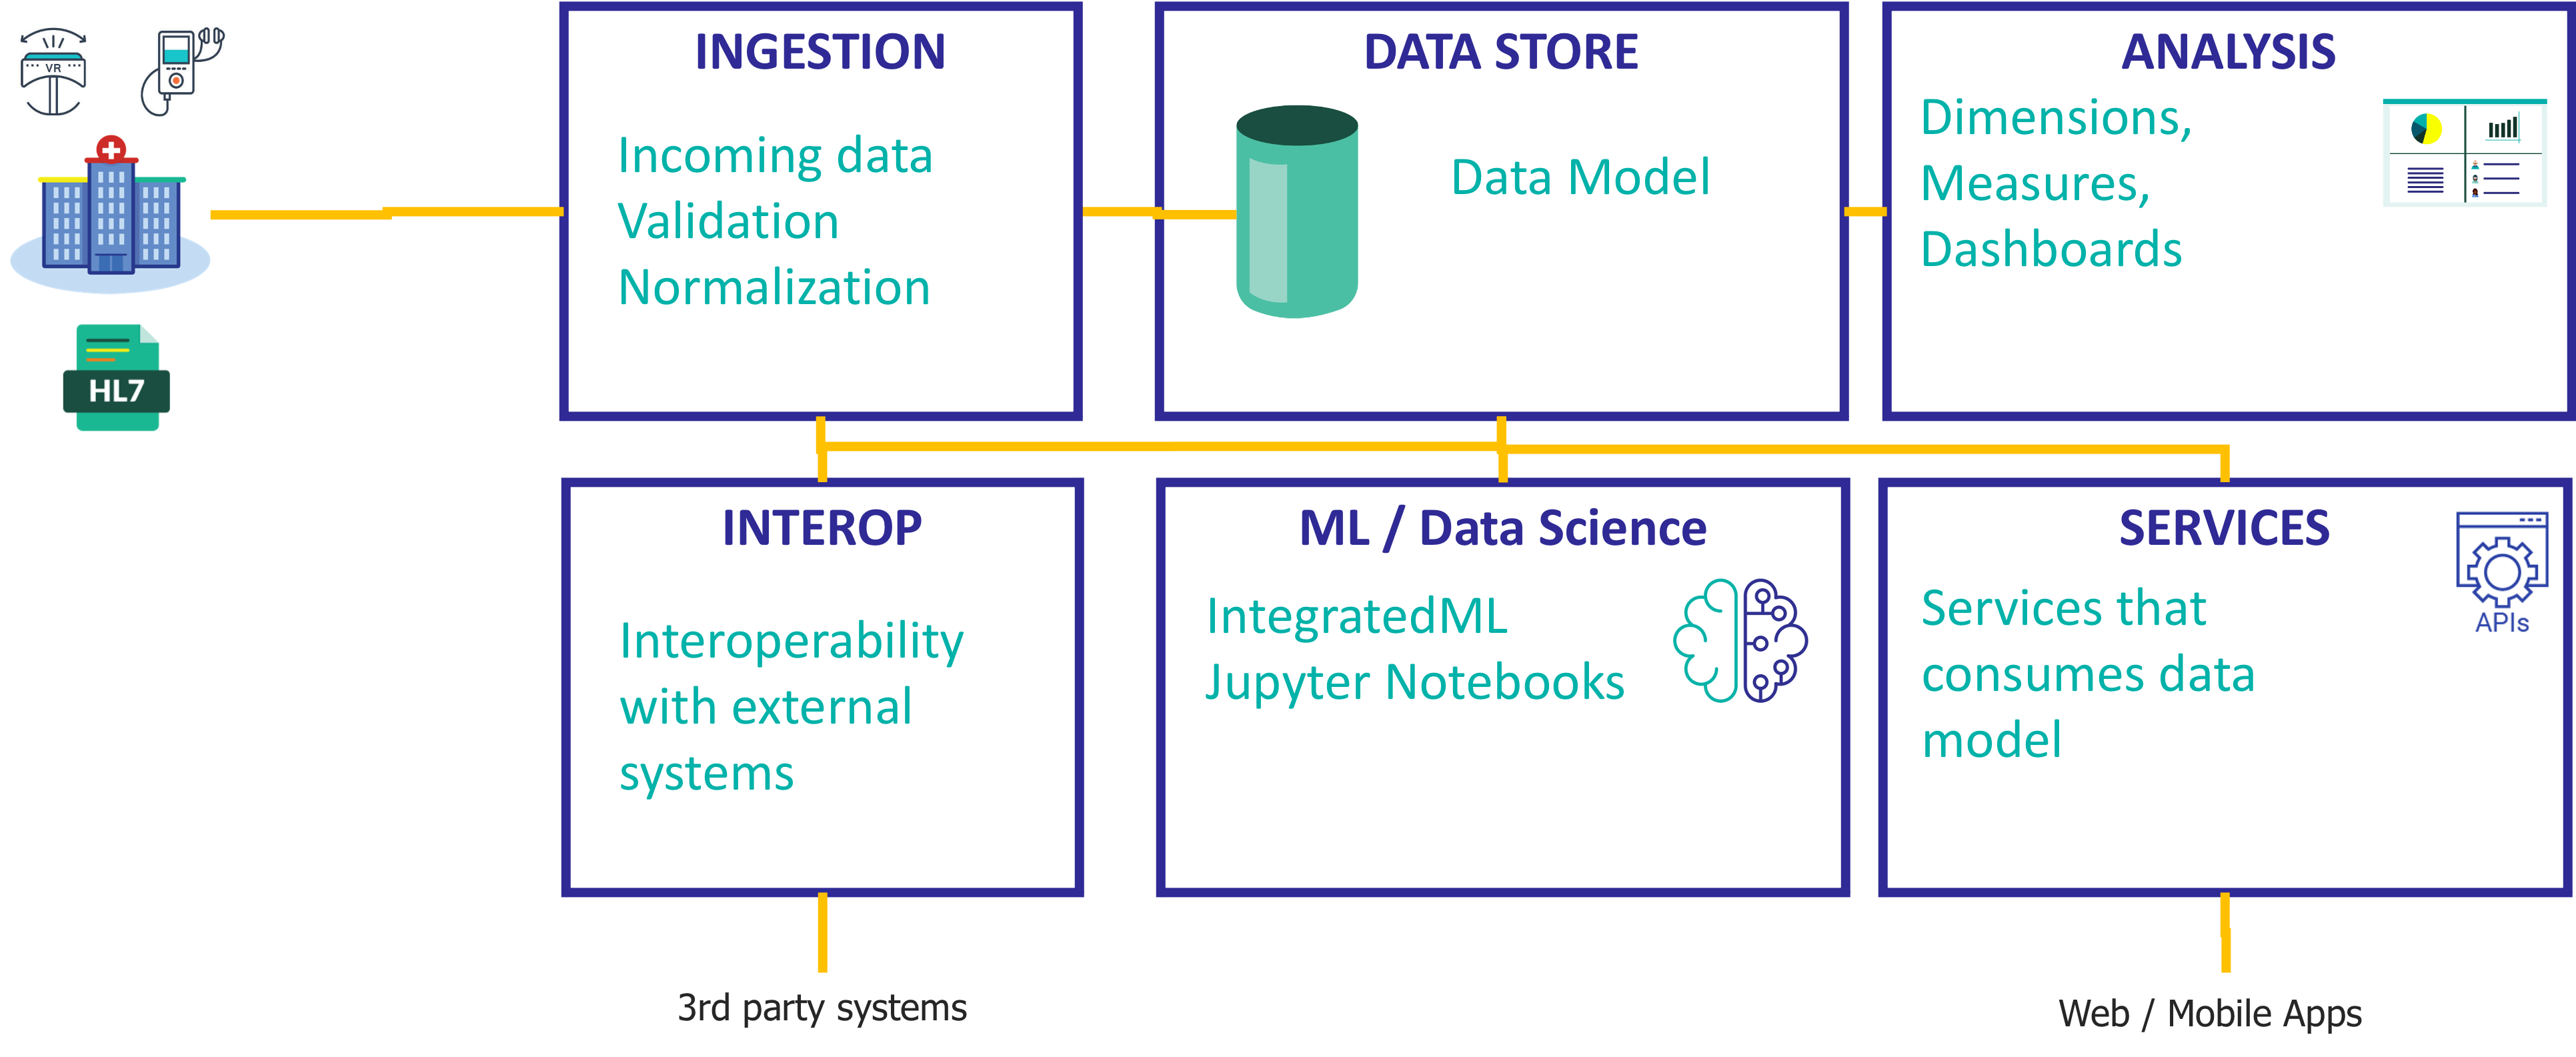 VR
HL7
INGESTION
Incoming data
Validation
Normalization
DATA STORE
Data Model
ANALYSIS
Dimensions,
Measures,
Dashboards
INTEROP
Interoperability
with external
systems
ML / Data Science
IntegratedML
Jupyter Notebooks
SERVICES
Services that
consumes data
model
APIs
3rd party systems
Web / Mobile Apps